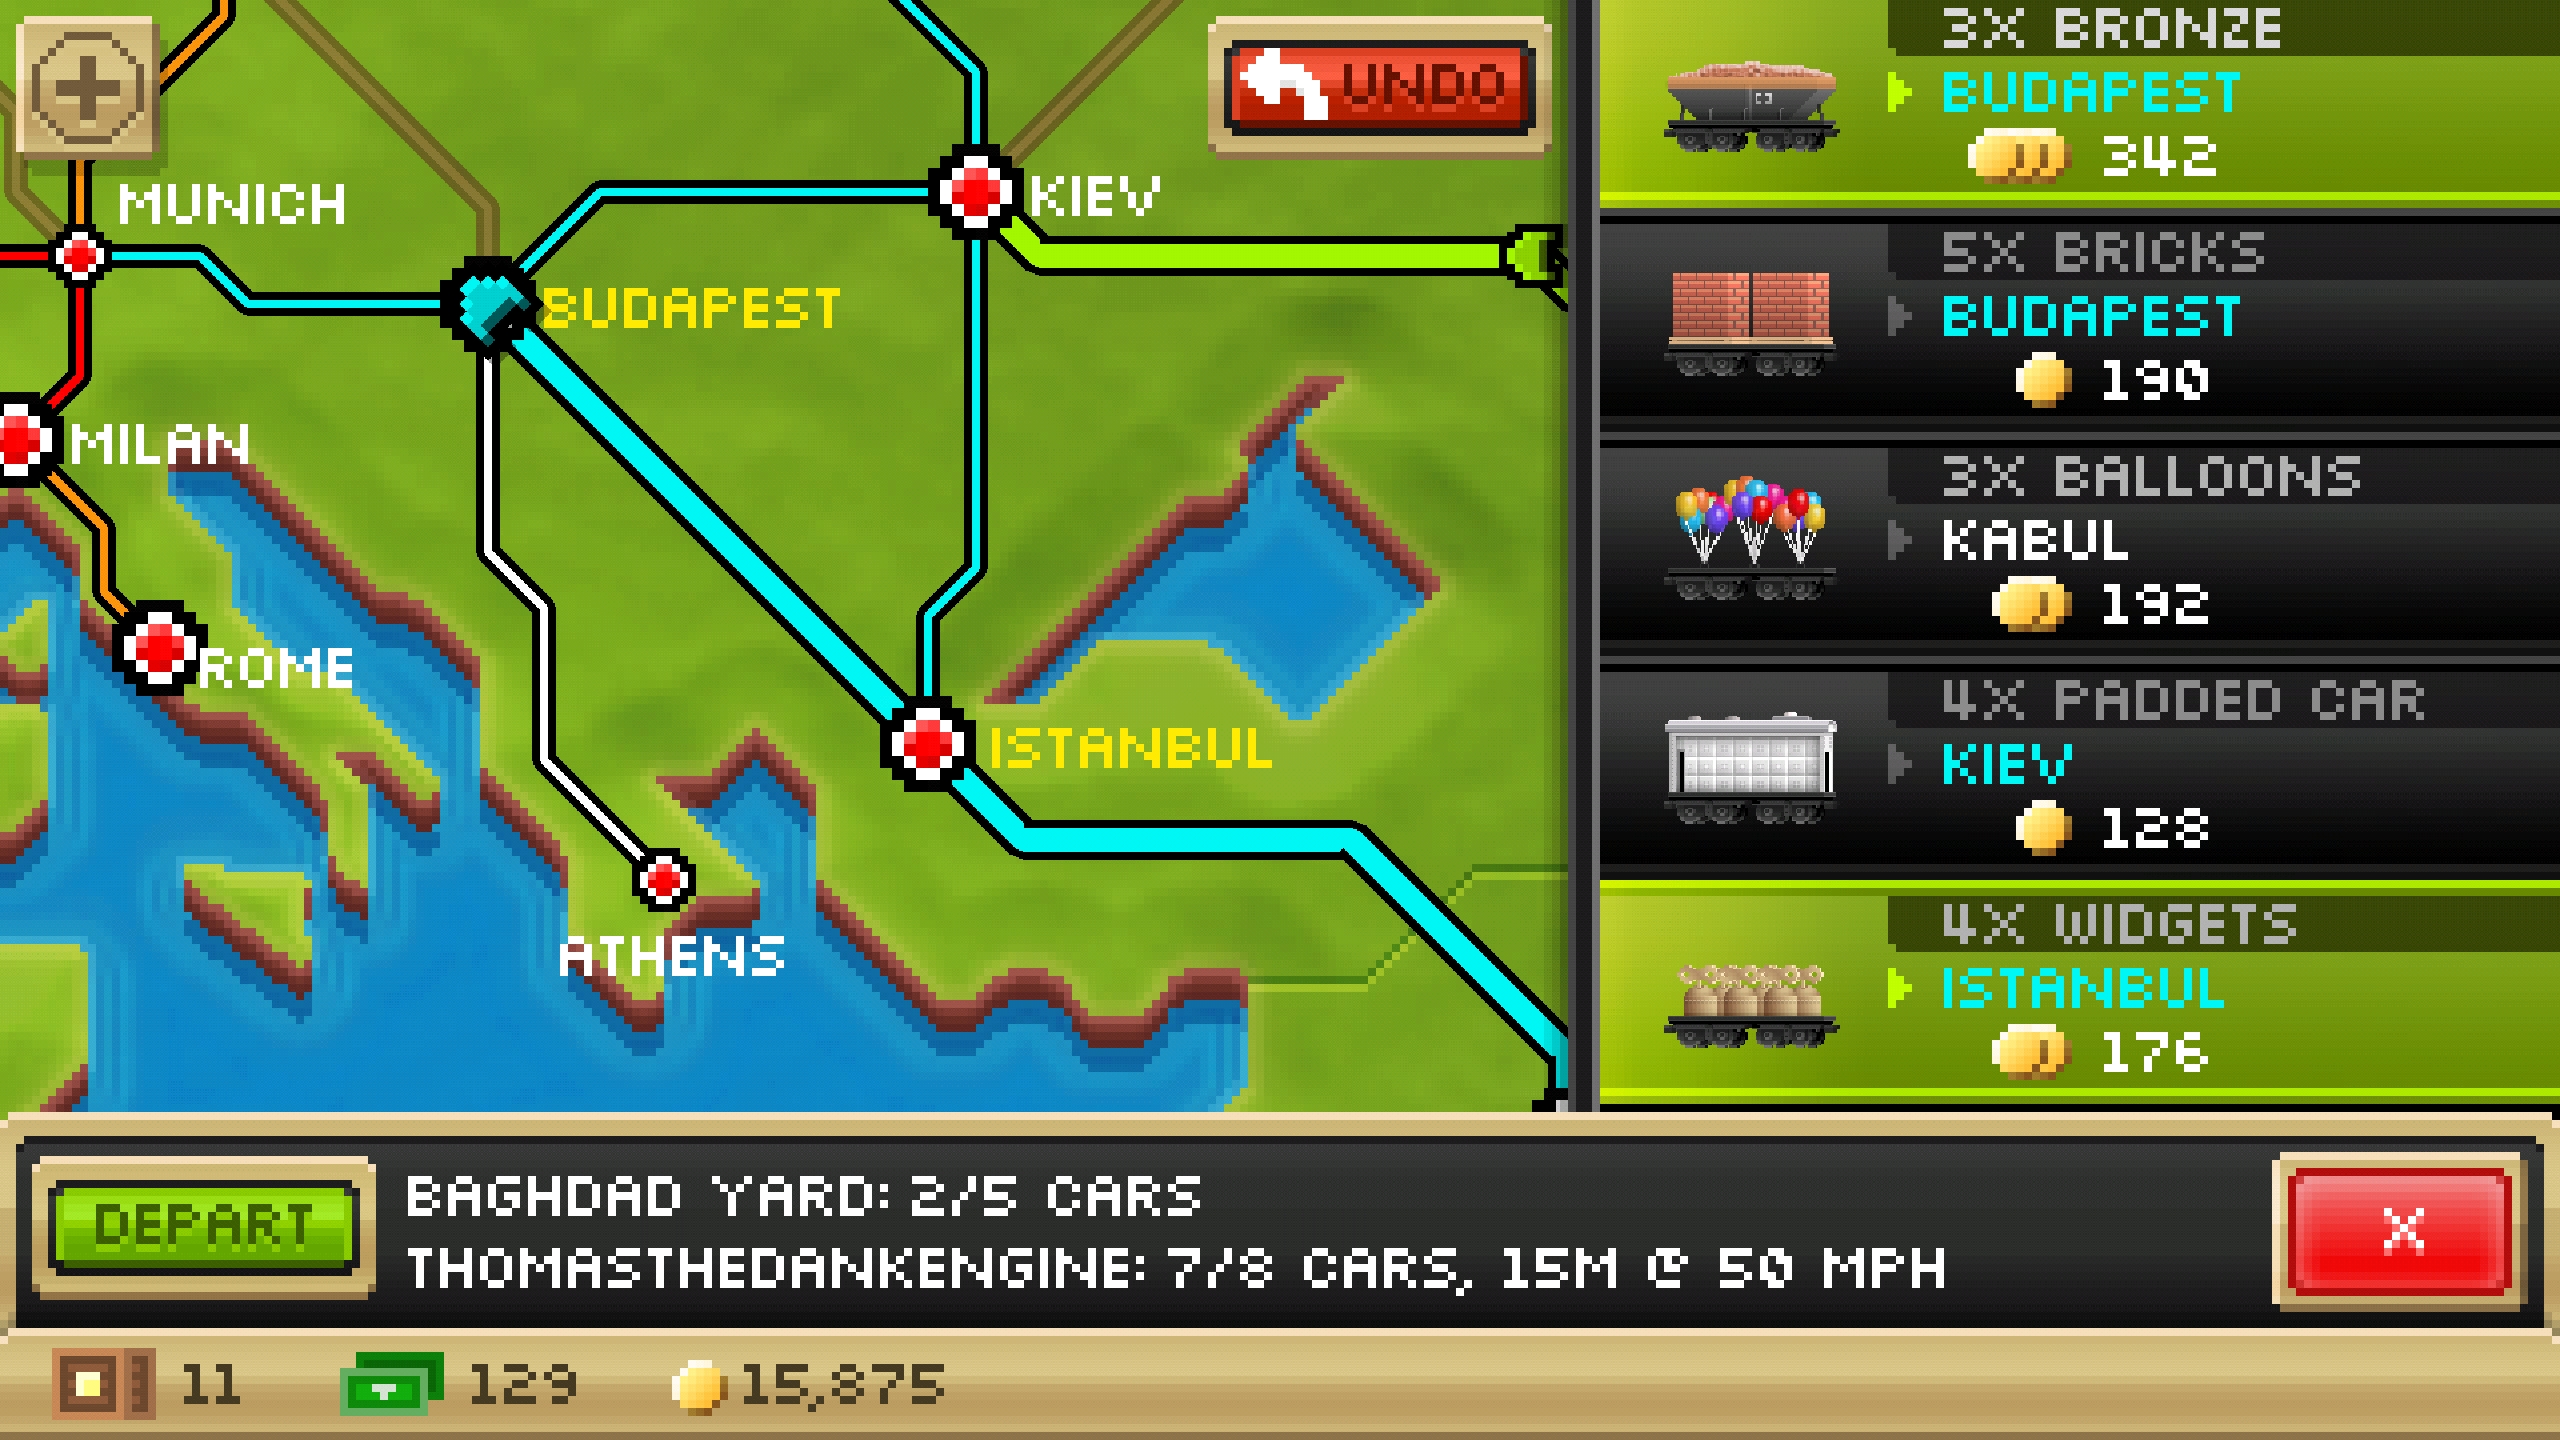 UNDO
MUNICH
KIEV
BUDAPEST
MILAN
ROME
ISTANBUL
ATHENS
3X BRONZE
BUDAPEST
342
5X BRICKS
BUDAPEST
190
3X BALLOONS
KABUL
192
4X PADDED CAR
KIEV
128
4X WIDGETS
ISTANBUL
176
DEPART
BAGHDAD YARD: 2/5 CARS
THOMASTHEDANKENGINE: 7/8 CARS, 15M @ 50 MPH
X
11
129
15,875